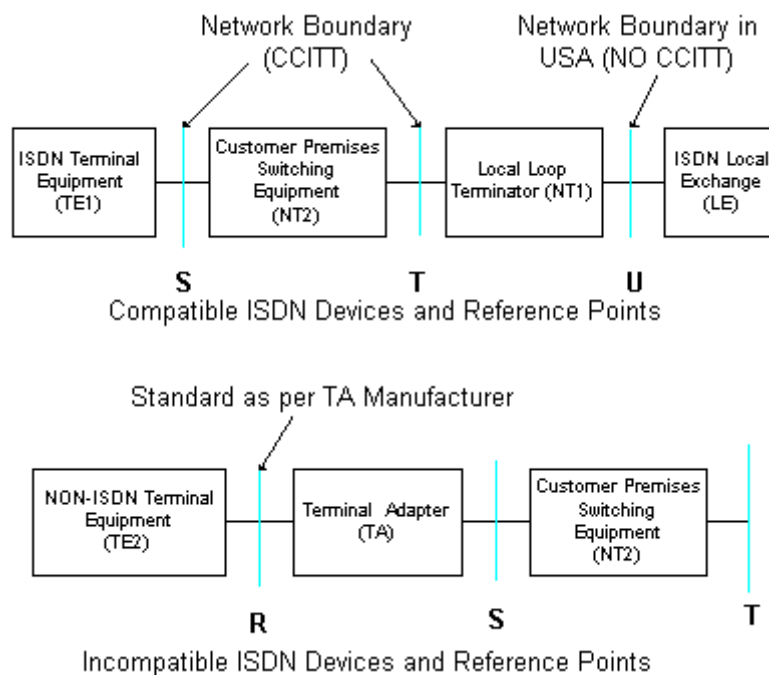 Network Boundary
(CCITT)
Network Boundary in
USA (NO CCITT)
ISDN Terminal
Equipment
(TE1)
Customer Premises
Switching
Equipment
(NT2)
Local Loop
Terminator (NT1)
ISDN Local
Exchange
(LE)
S
T
U
Compatible ISDN Devices and Reference Points
Standard as per TA Manufacturer
NON-ISDN Terminal
Equipment
(TE2)
Terminal Adapter
(TA)
Customer Premises
Switching
Equipment
(NT2)
R
S
T
Incompatible ISDN Devices and Reference Points